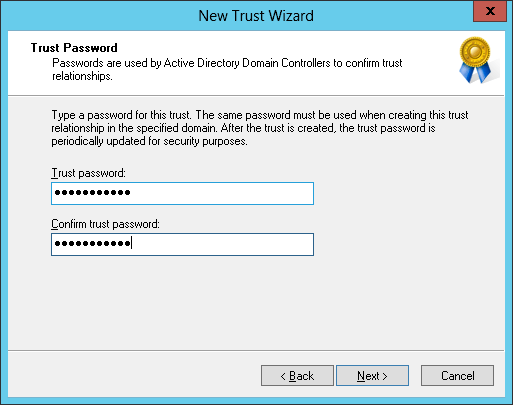 New Trust Wizard
x
Trust Password
Passwords are used by Active Directory Domain Controllers to confirm trust
relationships.
Type a password for this trust. The same password must be used when creating this trust
relationship in the specified domain. After the trust is created, the trust password is
periodically updated for security purposes.
Trust password:
●●●●●●●●●●●
Confirm trust password:
●●●●●●●●●●●
< Back
Next >
Cancel